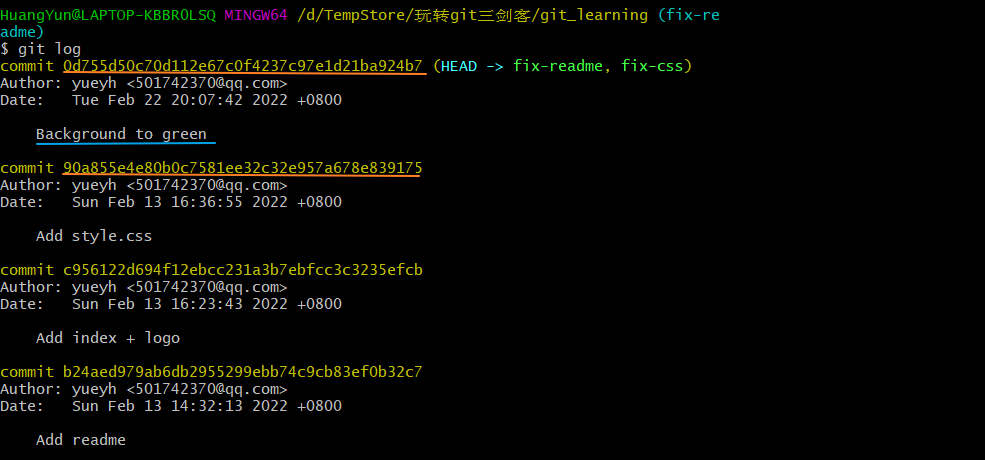 HuangYun@LAPTOP-KBBR0LSQ MINGW64 /d/TempStore/玩转git三剑客/git_learning (fix-re
adme)
$ git log
commit 0d755d50c70d112e67c0f4237c97e1d21ba924b7 (HEAD -> fix-readme, fix-css)
Author: yueyh <501742370@qq.com>
Date:   Tue Feb 22 20:07:42 2022 +0800
    Background to green
commit 90a855e4e80b0c7581ee32c32e957a678e839175
Author: yueyh <501742370@qq.com>
Date:   Sun Feb 13 16:36:55 2022 +0800
    Add style.css
commit c956122d694f12ebcc231a3b7ebfcc3c3235efcb
Author: yueyh <501742370@qq.com>
Date:   Sun Feb 13 16:23:43 2022 +0800
    Add index + logo
commit b24aed979ab6db2955299ebb74c9cb83ef0b32c7
Author: yueyh <501742370@qq.com>
Date:   Sun Feb 13 14:32:13 2022 +0800
    Add readme